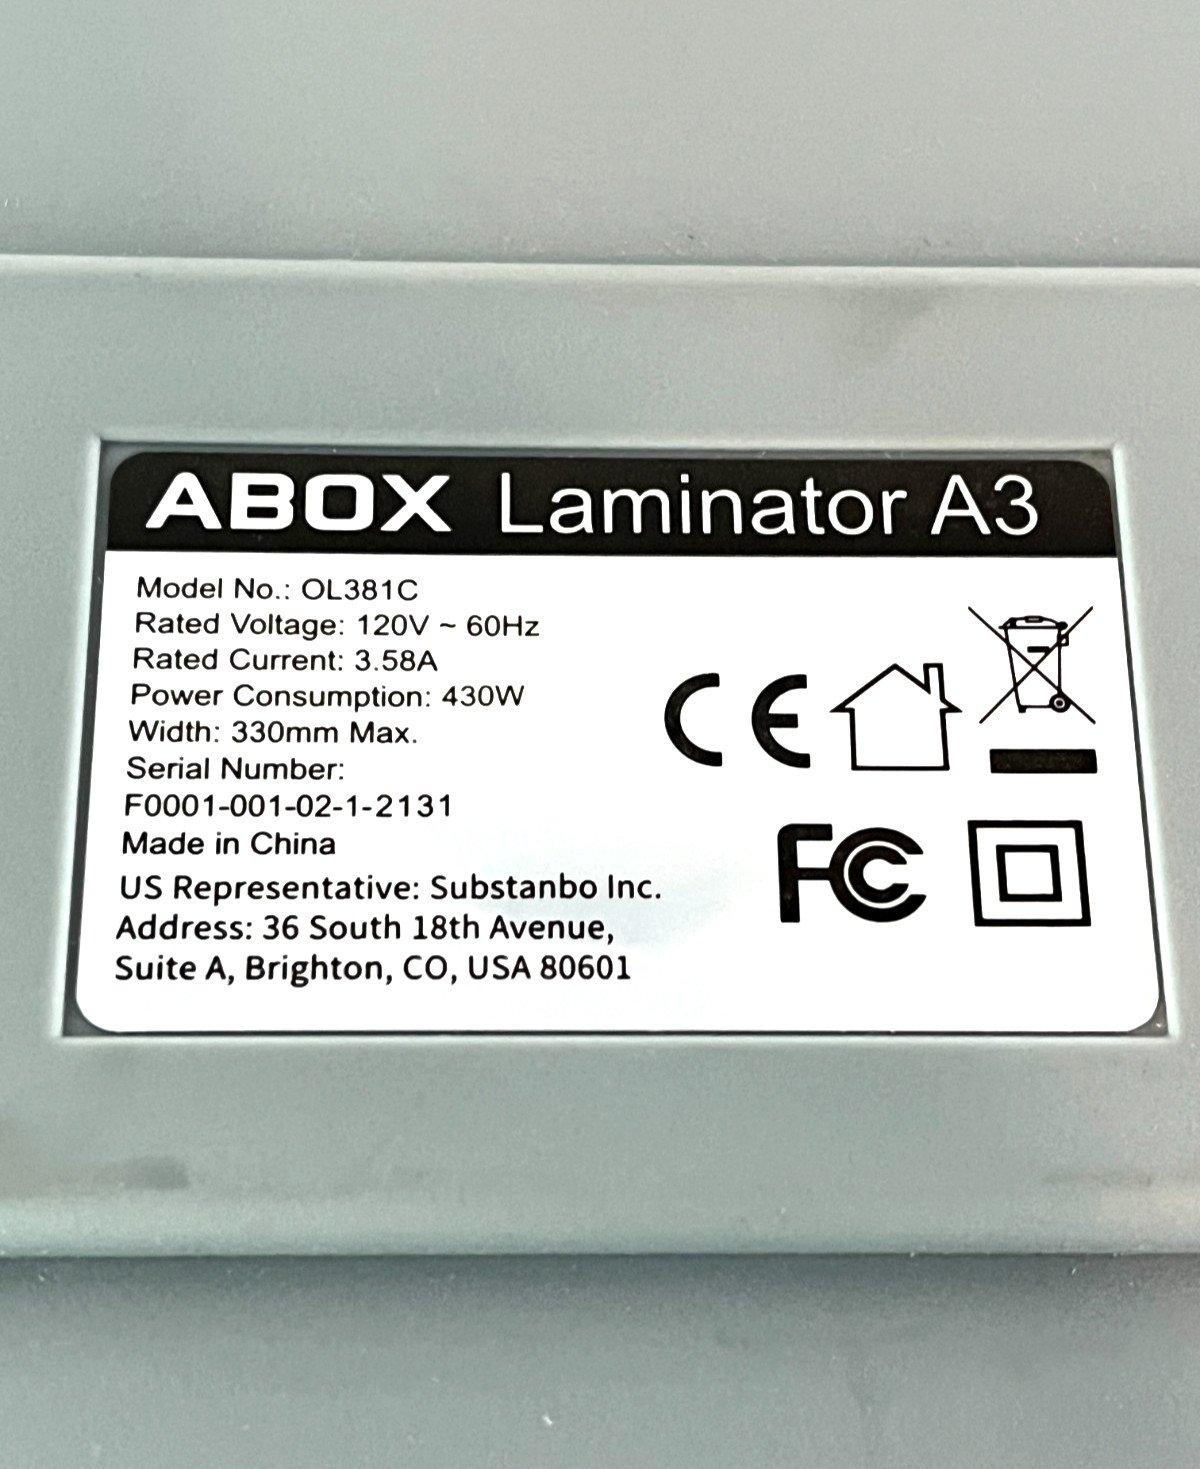 ABOX Laminator A3
Model No.: OL381C
Rated Voltage: 120V ~ 60Hz
Rated Current: 3.58A
Power Consumption: 430W
Width: 330mm Max.
Serial Number:
F0001-001-02-1-2131
Made in China
US Representative: Substanbo Inc.
Address: 36 South 18th Avenue,
Suite A, Brighton, CO, USA 80601
CE
FC